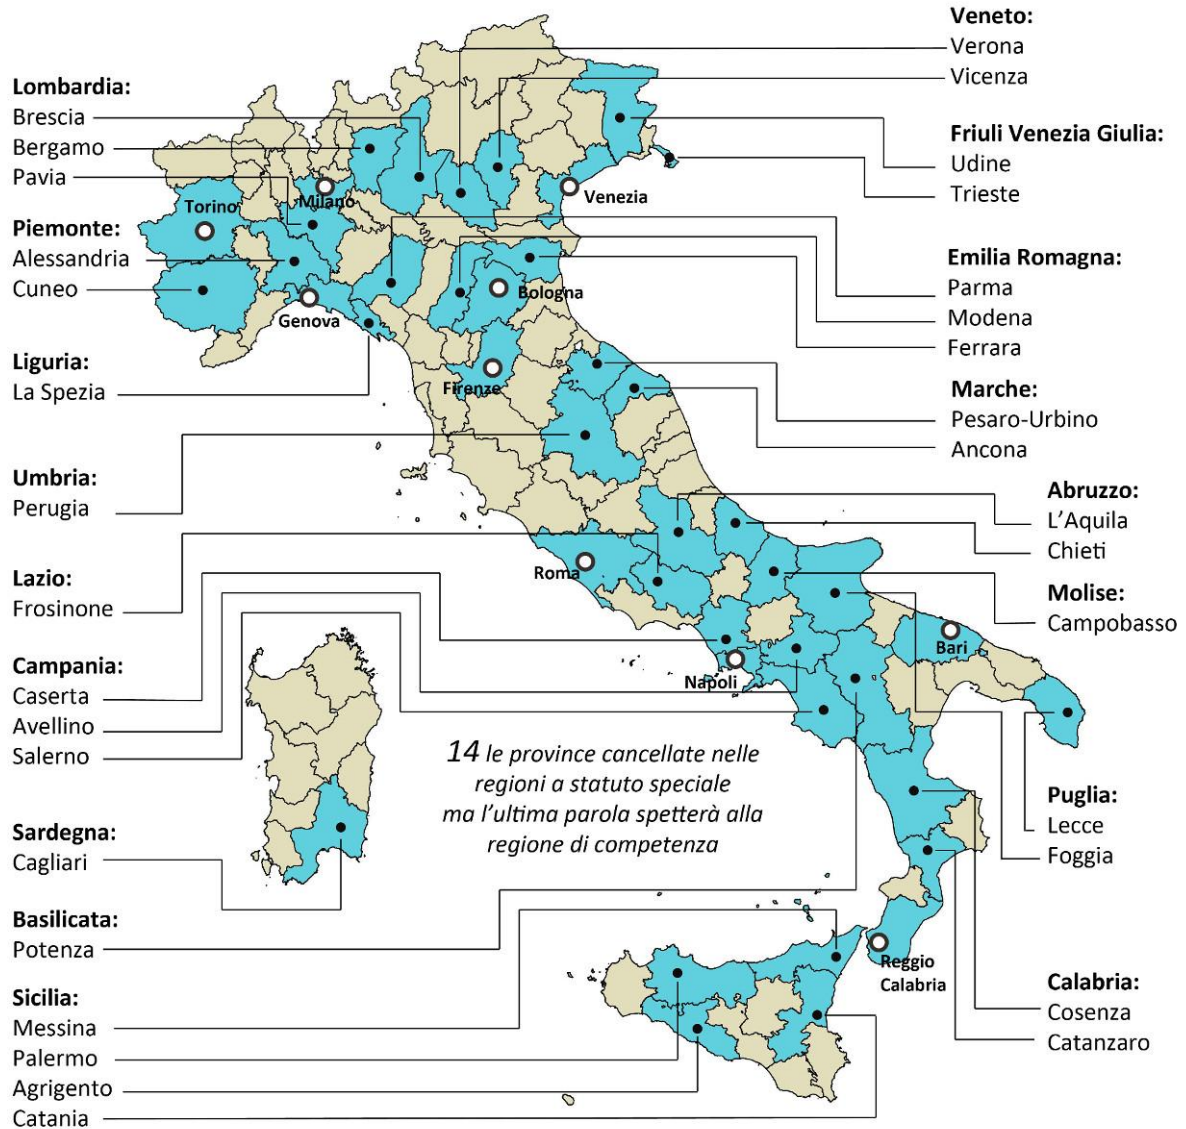 Lombardia:
Brescia
Bergamo
Pavia
Piemonte:
Alessandria
Cuneo
Liguria:
La Spezia
Umbria:
Perugia
Lazio:
Frosinone
Campania:
Caserta
Avellino
Salerno
Sardegna:
Cagliari
Basilicata:
Potenza
Sicilia:
Messina
Palermo
Agrigento
Catania
Torino
Milano
Venezia
Genova
Bologna
Firenze
Roma
Napoli
Bari
Reggio
Calabria
14 le province cancellate nelle
regioni a statuto speciale
ma l'ultima parola spetterà alla
regione di competenza
Veneto:
Verona
Vicenza
Friuli Venezia Giulia:
Udine
Trieste
Emilia Romagna:
Parma
Modena
Ferrara
Marche:
Pesaro-Urbino
Ancona
Abruzzo:
L'Aquila
Chieti
Molise:
Campobasso
Puglia:
Lecce
Foggia
Calabria:
Cosenza
Catanzaro